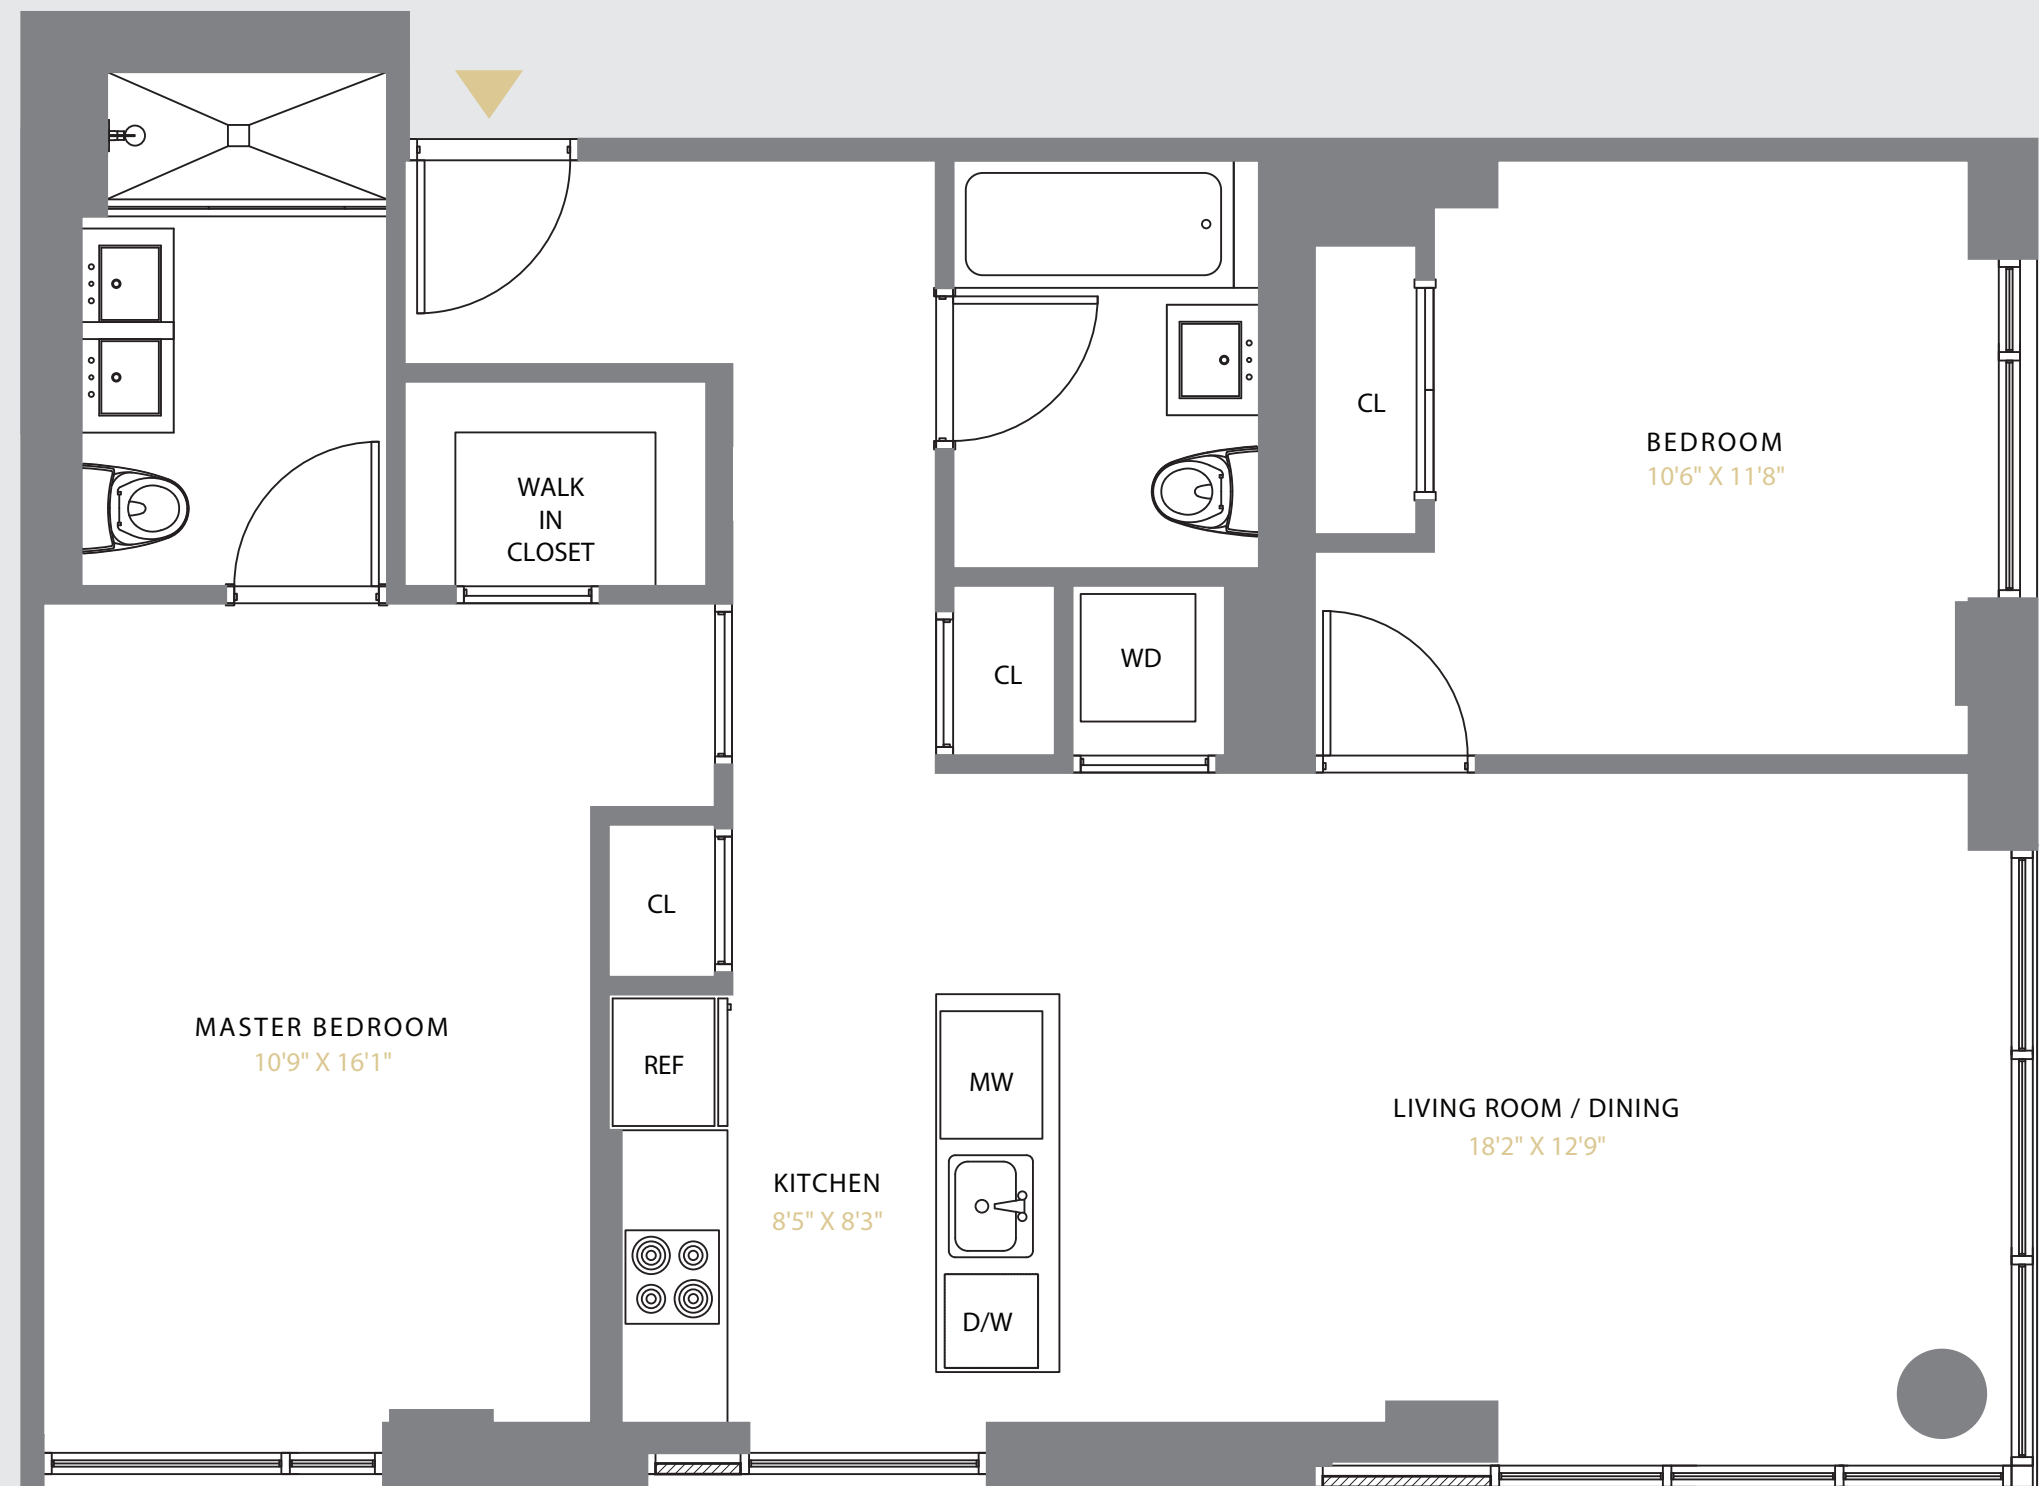 WALK
IN
CLOSET
CL
BEDROOM
10'6" X 11'8"
CL
WD
CL
MASTER BEDROOM
10'9" X 16'1"
REF
MW
KITCHEN
8'5" X 8'3"
D/W
LIVING ROOM / DINING
18'2" X 12'9"